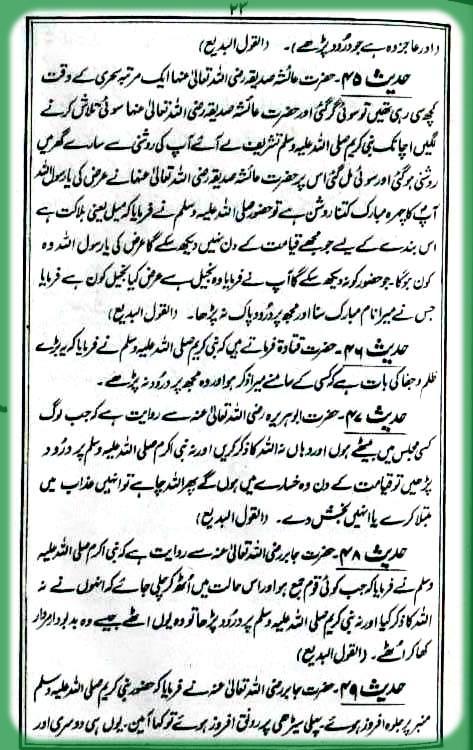 ۲۳
(اور عاجز وہ ہے جو درود پڑھے)۔ (القول البدیع)
حدیث ۴۵۔ حضرت عائشہ صدیقہ رضی اللہ تعالیٰ عنہا ایک مرتبہ سحری کے وقت
کچھ سی رہی تھیں تو سوئی گر گئی اور حضرت عائشہ صدیقہ رضی اللہ تعالیٰ عنہا سوئی تلاش کرنے
لگیں اچانک نبی کریم صلی اللہ علیہ وسلم تشریف لے آئے آپ کی روشنی سے سارے گھر میں
روشنی ہو گئی اور سوئی مل گئی اس پر حضرت عائشہ صدیقہ رضی اللہ تعالیٰ عنہا نے عرض کی یا رسول اللہ
آپ کا چہرہ مبارک کتنا روشن ہے تو حضور صلی اللہ علیہ وسلم نے فرمایا کہ میل یعنی ہلاکت ہے
اس بندے کے لیے جو مجھے قیامت کے دن نہیں دیکھ سکے گا عرض کی یا رسول اللہ وہ
کون ہو گا جو حضور کو نہ دیکھ سکے گا آپ نے فرمایا وہ بخیل ہے عرض کیا بخیل کون ہے فرمایا
جس نے میرا نام مبارک سنا اور مجھ پر درود پاک نہ پڑھا۔ (القول البدیع)
حدیث ۴۶۔ حضرت قتادہ فرماتے ہیں کہ نبی کریم صلی اللہ علیہ وسلم نے فرمایا کہ یہ بڑے
ظلم و جفا کی بات ہے کہ کسی کے سامنے میرا ذکر ہو اور وہ مجھ پر درود نہ پڑھے۔
حدیث ۴۷۔ حضرت ابو ہریرہ رضی اللہ تعالیٰ عنہ سے روایت ہے کہ جب لوگ
کسی مجلس میں بیٹھے ہوں اور وہاں نہ اللہ کا ذکر کریں اور نہ نبی اکرم صلی اللہ علیہ وسلم پر درود
پڑھیں تو قیامت کے دن وہ خسارے میں ہوں گے پھر اللہ چاہے تو انہیں عذاب میں
مبتلا کرے یا انہیں بخش دے۔ (القول البدیع)
حدیث ۴۸۔ حضرت جابر رضی اللہ تعالیٰ عنہ سے روایت ہے کہ نبی اکرم صلی اللہ علیہ
وسلم نے فرمایا کہ جب کوئی قوم جمع ہو اور اس حالت میں اٹھ کر چلی جائے کہ انہوں نے نہ
اللہ کا ذکر کیا اور نہ نبی کریم صلی اللہ علیہ وسلم پر درود پڑھا تو وہ یوں اٹھے جیسے وہ بدبودار مردار
کھا کر اٹھے۔ (القول البدیع)
حدیث ۴۹۔ حضرت جابر رضی اللہ تعالیٰ عنہ نے فرمایا کہ حضور نبی کریم صلی اللہ علیہ وسلم
منبر پر جلوہ افروز ہوئے۔ پہلی سیڑھی پر رونق افروز ہوئے تو کہا آمین۔ یوں ہی دوسری اور